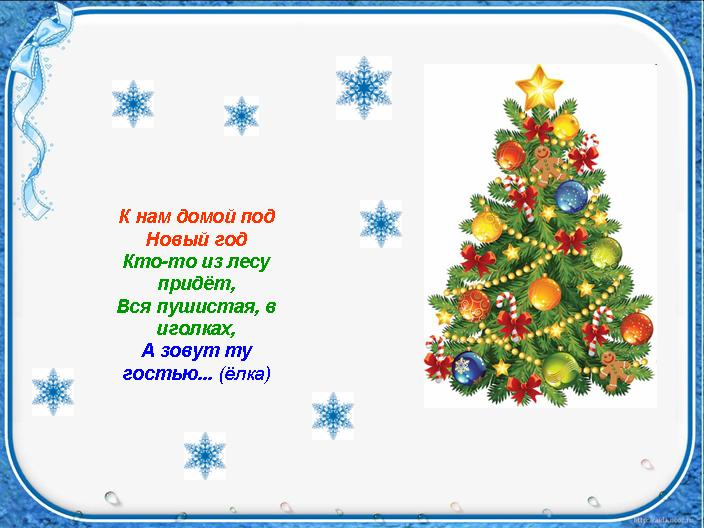 К нам домой под
Новый год
Кто-то из лесу
придёт,
Вся пушистая, в
иголках,
А зовут ту
гостью... (ёлка)